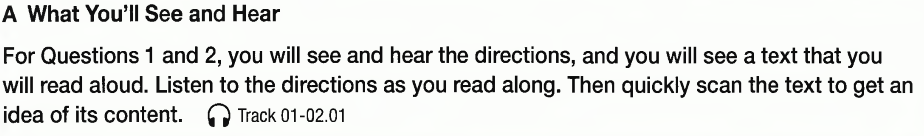 A What You'll See and Hear
For Questions 1 and 2, you will see and hear the directions, and you will see a text that you
will read aloud. Listen to the directions as you read along. Then quickly scan the text to get an
idea of its content. Track 01-02.01